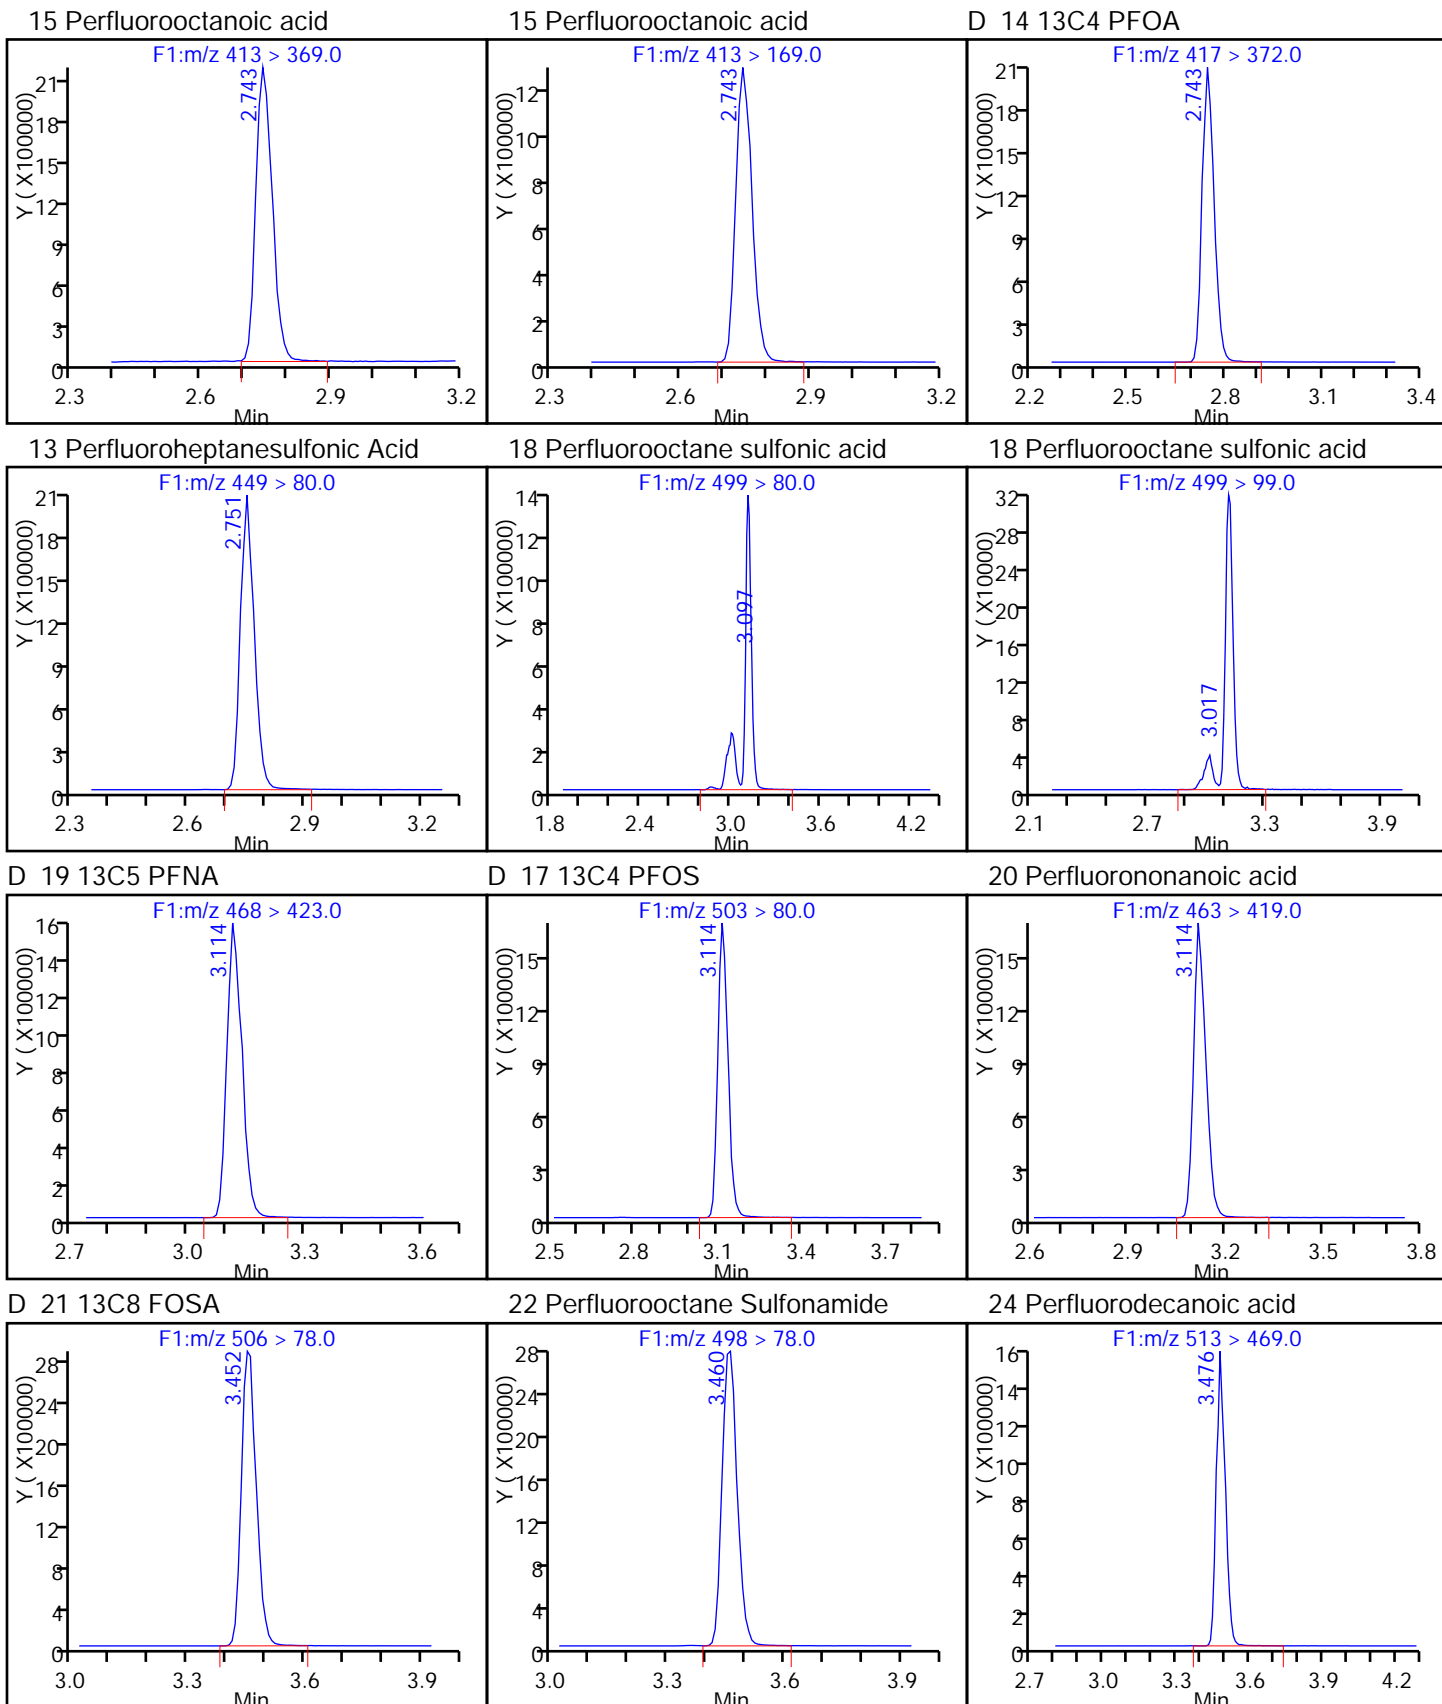 15 Perfluorooctanoic acid
F1:m/z 413 > 369.0
2.743
Y ( X100000)
21
18
15
12
9
6
3
0
2.3 2.6 2.9 3.2
Min
15 Perfluorooctanoic acid
F1:m/z 413 > 169.0
2.743
Y ( X100000)
12
10
8
6
4
2
0
2.3 2.6 2.9 3.2
Min
D 14 13C4 PFOA
F1:m/z 417 > 372.0
2.743
Y ( X100000)
21
18
15
12
9
6
3
0
2.2 2.5 2.8 3.1 3.4
Min
13 Perfluoroheptanesulfonic Acid
F1:m/z 449 > 80.0
2.751
Y ( X100000)
21
18
15
12
9
6
3
0
2.3 2.6 2.9 3.2
Min
18 Perfluorooctane sulfonic acid
F1:m/z 499 > 80.0
3.097
Y ( X100000)
14
12
10
8
6
4
2
0
1.8 2.4 3.0 3.6 4.2
Min
18 Perfluorooctane sulfonic acid
F1:m/z 499 > 99.0
3.017
Y ( X10000)
32
28
24
20
16
12
8
4
0
2.1 2.7 3.3 3.9
Min
D 19 13C5 PFNA
F1:m/z 468 > 423.0
3.114
Y ( X100000)
16
14
12
10
8
6
4
2
0
2.7 3.0 3.3 3.6
Min
D 17 13C4 PFOS
F1:m/z 503 > 80.0
3.114
Y ( X100000)
15
12
9
6
3
0
2.5 2.8 3.1 3.4 3.7
Min
20 Perfluorononanoic acid
F1:m/z 463 > 419.0
3.114
Y ( X100000)
15
12
9
6
3
0
2.6 2.9 3.2 3.5 3.8
Min
D 21 13C8 FOSA
F1:m/z 506 > 78.0
3.452
Y ( X100000)
28
24
20
16
12
8
4
0
3.0 3.3 3.6 3.9
Min
22 Perfluorooctane Sulfonamide
F1:m/z 498 > 78.0
3.460
Y ( X100000)
28
24
20
16
12
8
4
0
3.0 3.3 3.6 3.9
Min
24 Perfluorodecanoic acid
F1:m/z 513 > 469.0
3.476
Y ( X100000)
16
14
12
10
8
6
4
2
0
2.7 3.0 3.3 3.6 3.9 4.2
Min